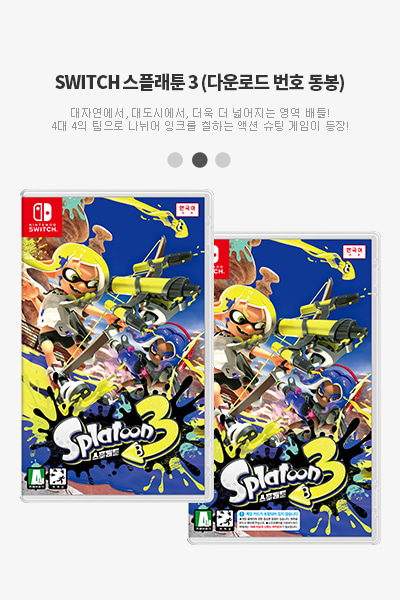 SWITCH 스플래툰 3 (다운로드 번호 동봉)
대자연에서, 대도시에서, 더욱 더 넓어지는 영역 배틀!
4대 4의 팀으로 나뉘어 잉크를 칠하는 액션 슈팅 게임이 등장!
NINTENDO
SWITCH
한국어
Splatoon 3
스플래툰
한국어
Splatoon 3
스플래툰